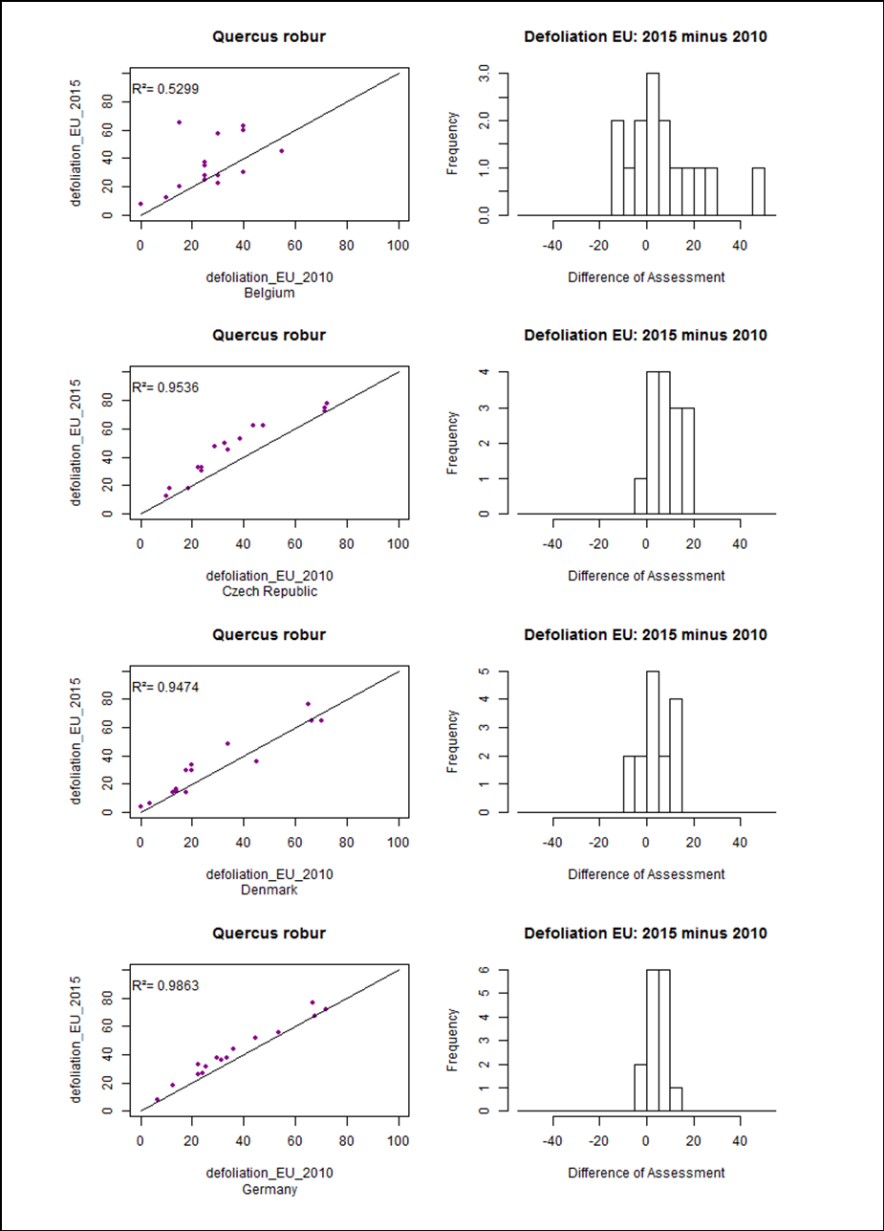 Quercus robur
Defoliation EU: 2015 minus 2010
defoliation_EU_2015
0 20 40 60 80
R²= 0.5299
0 20 40 60 80 100
defoliation_EU_2010
Belgium
Frequency
0.0 1.0 2.0 3.0
-40 -20 0 20 40
Difference of Assessment
Quercus robur
Defoliation EU: 2015 minus 2010
defoliation_EU_2015
0 20 40 60 80
R²= 0.9536
0 20 40 60 80 100
defoliation_EU_2010
Czech Republic
Frequency
0 1 2 3 4
-40 -20 0 20 40
Difference of Assessment
Quercus robur
Defoliation EU: 2015 minus 2010
defoliation_EU_2015
0 20 40 60 80
R²= 0.9474
0 20 40 60 80 100
defoliation_EU_2010
Denmark
Frequency
0 1 2 3 4 5
-40 -20 0 20 40
Difference of Assessment
Quercus robur
Defoliation EU: 2015 minus 2010
defoliation_EU_2015
0 20 40 60 80
R²= 0.9863
0 20 40 60 80 100
defoliation_EU_2010
Germany
Frequency
0 1 2 3 4 5 6
-40 -20 0 20 40
Difference of Assessment